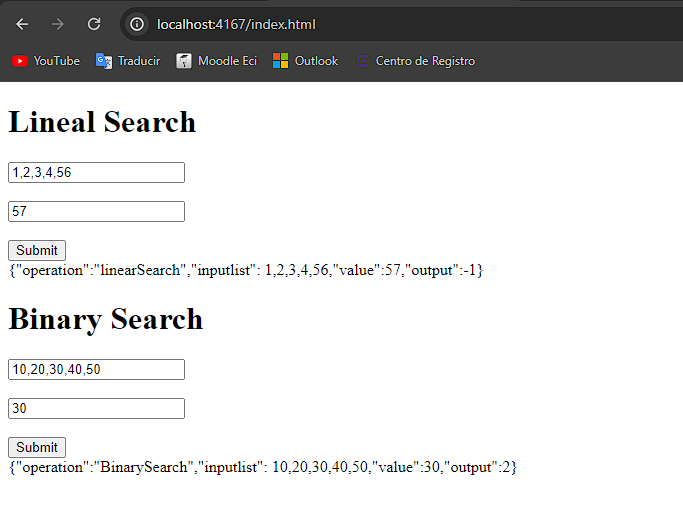 localhost:4167/index.html
YouTube Traducir Moodle Eci Outlook Centro de Registro
Lineal Search
1,2,3,4,56
57
Submit
{"operation":"linearSearch","inputlist": 1,2,3,4,56,"value":57,"output":-1}
Binary Search
10,20,30,40,50
30
Submit
{"operation":"BinarySearch","inputlist": 10,20,30,40,50,"value":30,"output":2}